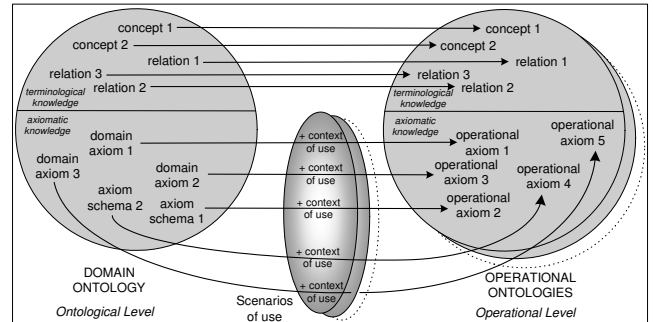 concept 1
concept 2
relation 1
relation 3
relation 2
terminological
knowledge
axiomatic
knowledge
domain
axiom 1
domain
axiom 3
domain
axiom 2
axiom
schema 2
axiom
schema 1
DOMAIN
ONTOLOGY
Ontological Level
+ context
of use
+ context
of use
+ context
of use
+ context
of use
+ context
of use
Scenarios
of use
concept 1
concept 2
relation 1
relation 3
relation 2
terminological
knowledge
axiomatic
knowledge
operational
axiom 1
operational
axiom 5
operational
axiom 3
operational
axiom 4
operational
axiom 2
OPERATIONAL
ONTOLOGIES
Operational Level